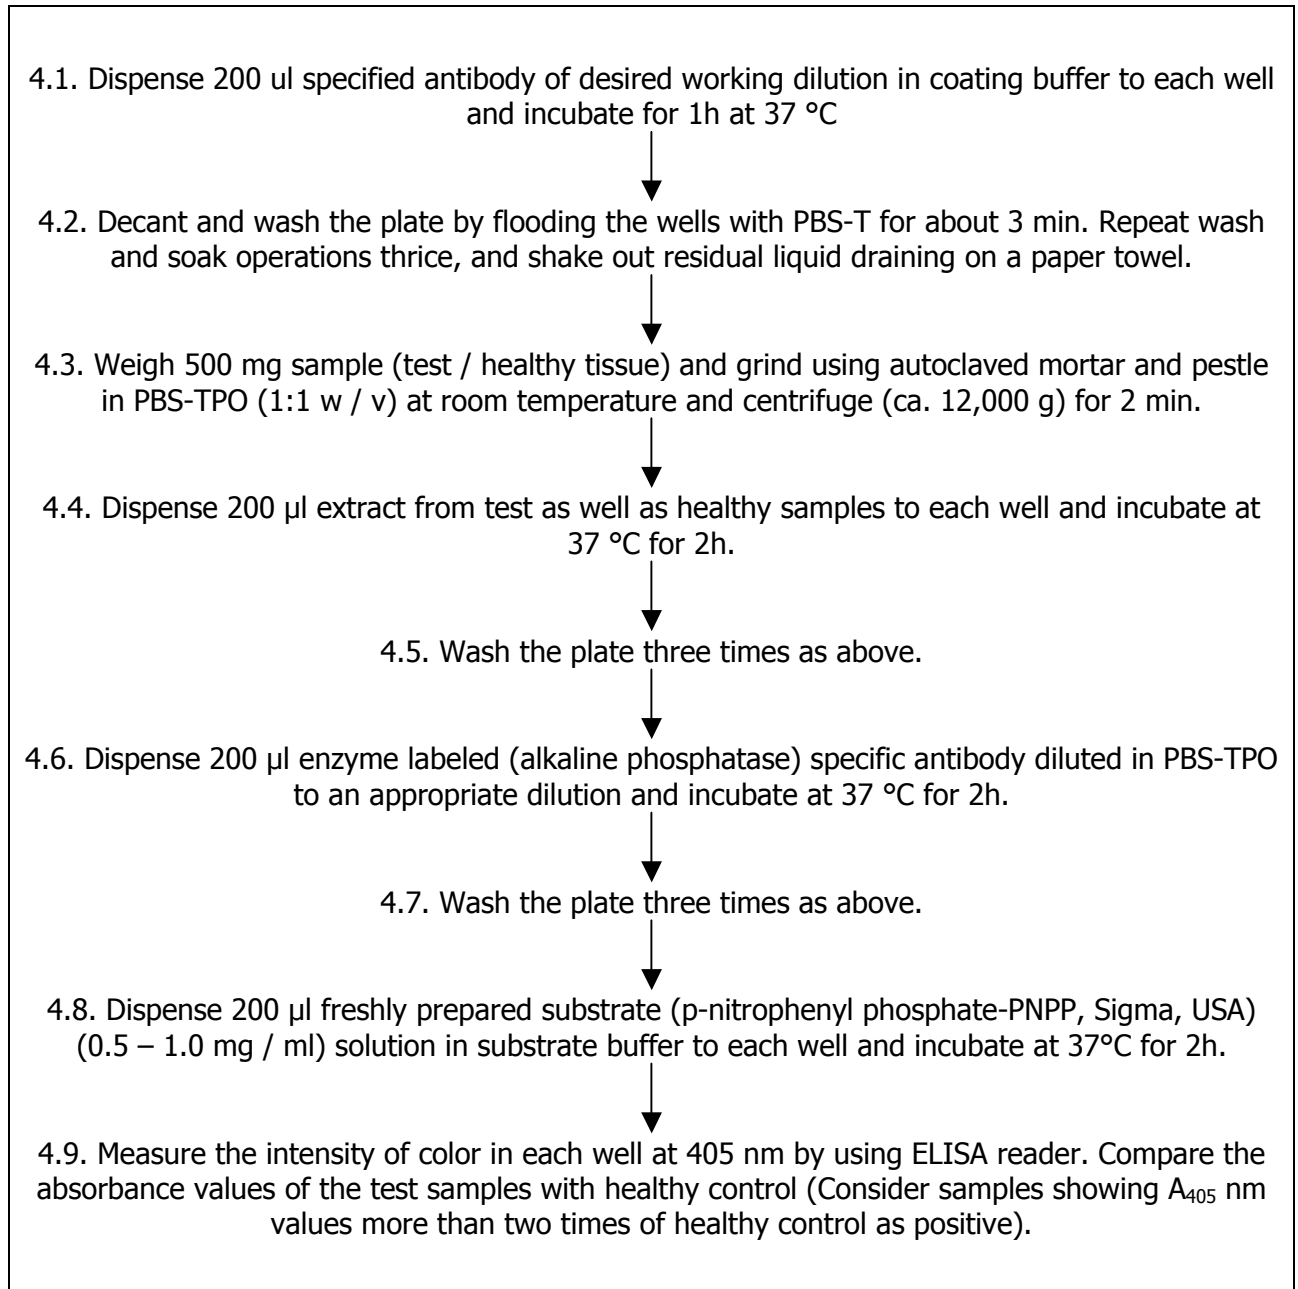 4.1. Dispense 200 ul specified antibody of desired working dilution in coating buffer to each well
and incubate for 1h at 37 °C
4.2. Decant and wash the plate by flooding the wells with PBS-T for about 3 min. Repeat wash
and soak operations thrice, and shake out residual liquid draining on a paper towel.
4.3. Weigh 500 mg sample (test / healthy tissue) and grind using autoclaved mortar and pestle
in PBS-TPO (1:1 w / v) at room temperature and centrifuge (ca. 12,000 g) for 2 min.
4.4. Dispense 200 µl extract from test as well as healthy samples to each well and incubate at
37 °C for 2h.
4.5. Wash the plate three times as above.
4.6. Dispense 200 µl enzyme labeled (alkaline phosphatase) specific antibody diluted in PBS-TPO
to an appropriate dilution and incubate at 37 °C for 2h.
4.7. Wash the plate three times as above.
4.8. Dispense 200 µl freshly prepared substrate (p-nitrophenyl phosphate-PNPP, Sigma, USA)
(0.5 – 1.0 mg / ml) solution in substrate buffer to each well and incubate at 37°C for 2h.
4.9. Measure the intensity of color in each well at 405 nm by using ELISA reader. Compare the
absorbance values of the test samples with healthy control (Consider samples showing A₄₀₅ nm
values more than two times of healthy control as positive).